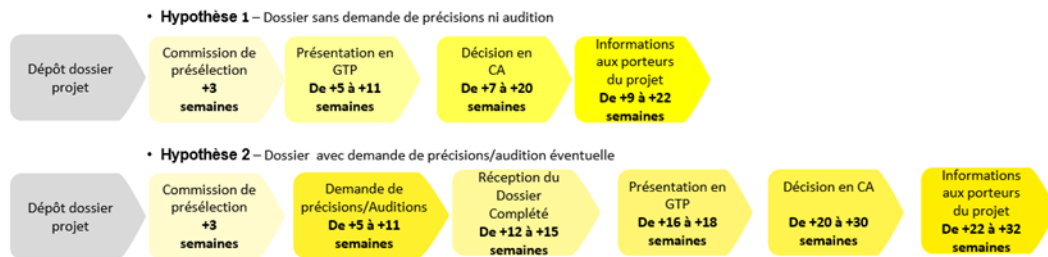 • Hypothèse 1 – Dossier sans demande de précisions ni audition
Dépôt dossier
projet
Commission de
présélection
+3
semaines
Présentation en
GTP
De +5 à +11
semaines
Décision en
CA
De +7 à +20
semaines
Informations
aux porteurs
du projet
De +9 à +22
semaines
• Hypothèse 2 – Dossier avec demande de précisions/audition éventuelle
Dépôt dossier
projet
Commission de
présélection
+3
semaines
Demande de
précisions/Auditions
De +5 à +11
semaines
Réception du
Dossier
Complété
De +12 à +15
semaines
Présentation en
GTP
De +16 à +18
semaines
Décision en CA
De +20 à +30
semaines
Informations
aux porteurs
du projet
De +22 à +32
semaines